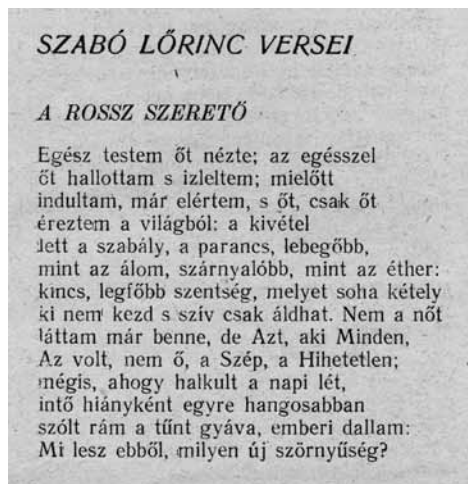 SZABÓ LŐRINC VERSEI
A ROSSZ SZERETŐ
Egész testem őt nézte; az egésszel
őt hallottam s izleltem; mielőtt
indultam, már elértem, s őt, csak őt
éreztem a világból: a kivétel
lett a szabály, a parancs, lebegőbb,
mint az álom, szárnyalóbb, mint az éther:
kincs, legfőbb szentség, melyet soha kétely
ki nem kezd s szív csak áldhat. Nem a nőt
láttam már benne, de Azt, aki Minden,
Az volt, nem ő, a Szép, a Hihetetlen;
mégis, ahogy halkult a napi lét,
intő hiányként egyre hangosabban
szólt rám a tűnt gyáva, emberi dallam:
Mi lesz ebből, milyen új szörnyűség?